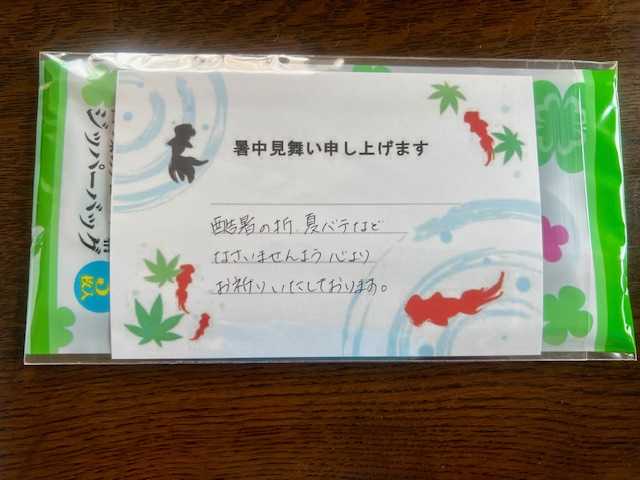 暑中見舞い申し上げます
酷暑の折、夏バテなど
なさいませんよう心より
お祈りいたしております。
ジッパーバッグ
枚入